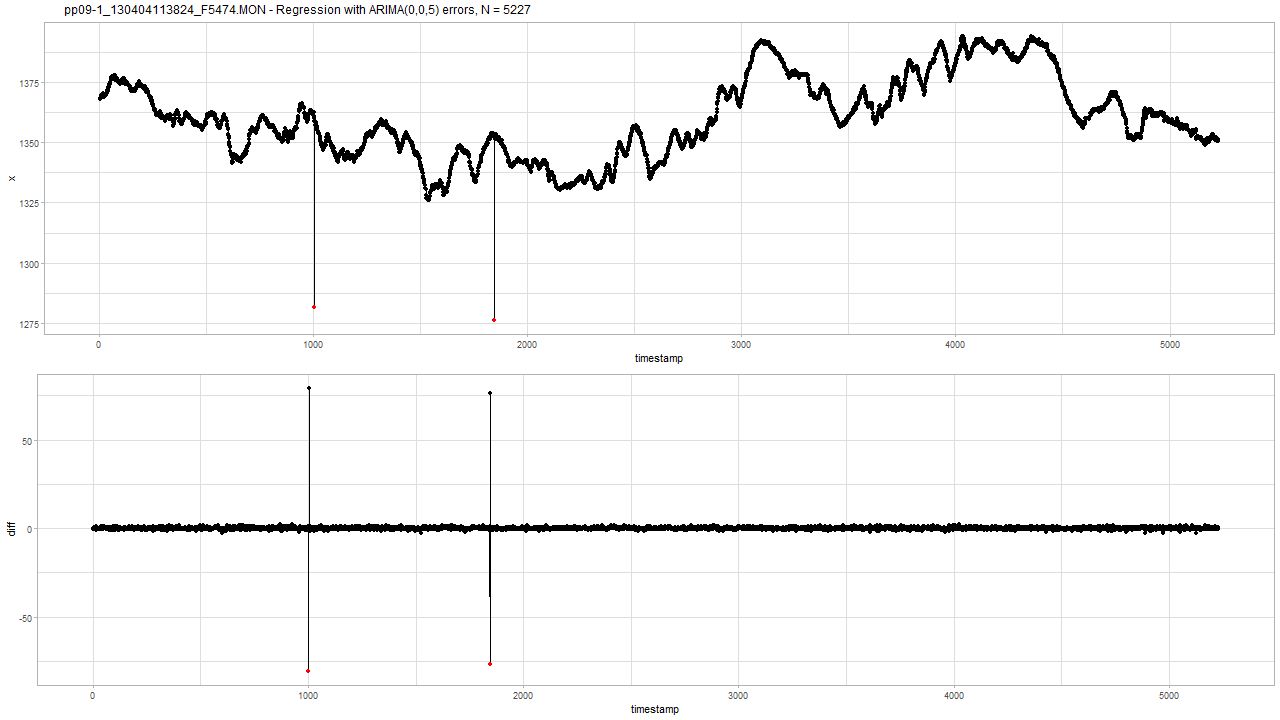 pp09-1_130404113824_F5474.MON - Regression with ARIMA(0,0,5) errors, N = 5227
1375
1350
1325
1300
1275
x
0 1000 2000 3000 4000 5000
timestamp
50
0
-50
diff
0 1000 2000 3000 4000 5000
timestamp